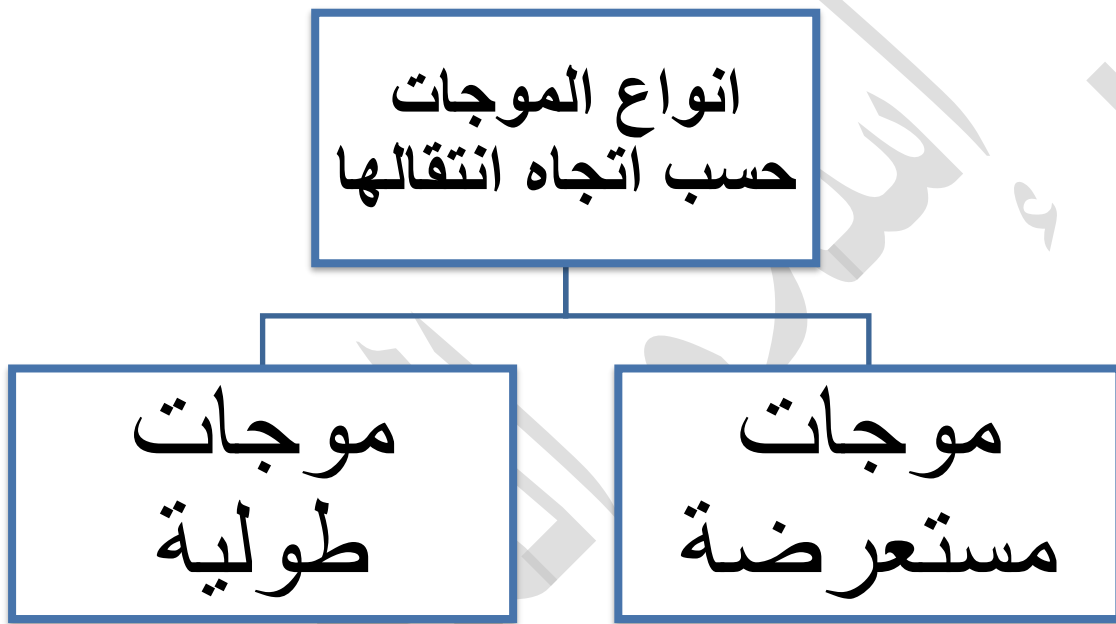 انواع الموجات
حسب اتجاه انتقالها
موجات
مستعرضة
موجات
طولية